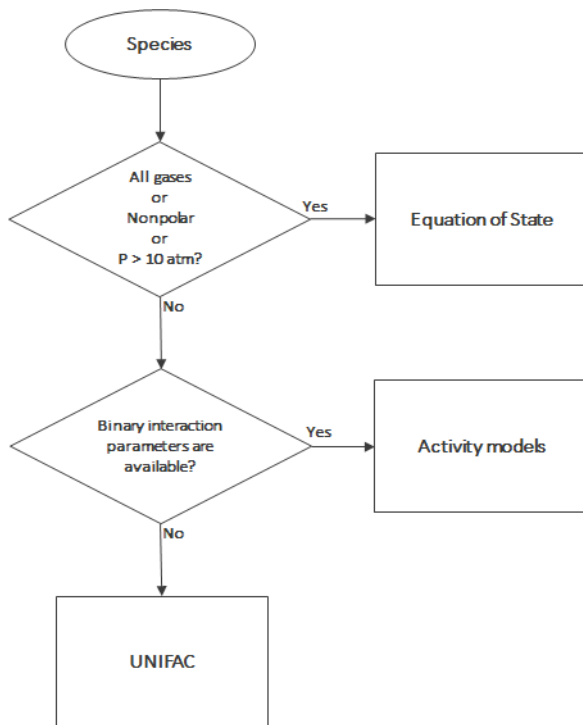 Species
All gases
or
Nonpolar
or
P > 10 atm?
Yes
Equation of State
No
Binary interaction
parameters are
available?
Yes
Activity models
No
UNIFAC